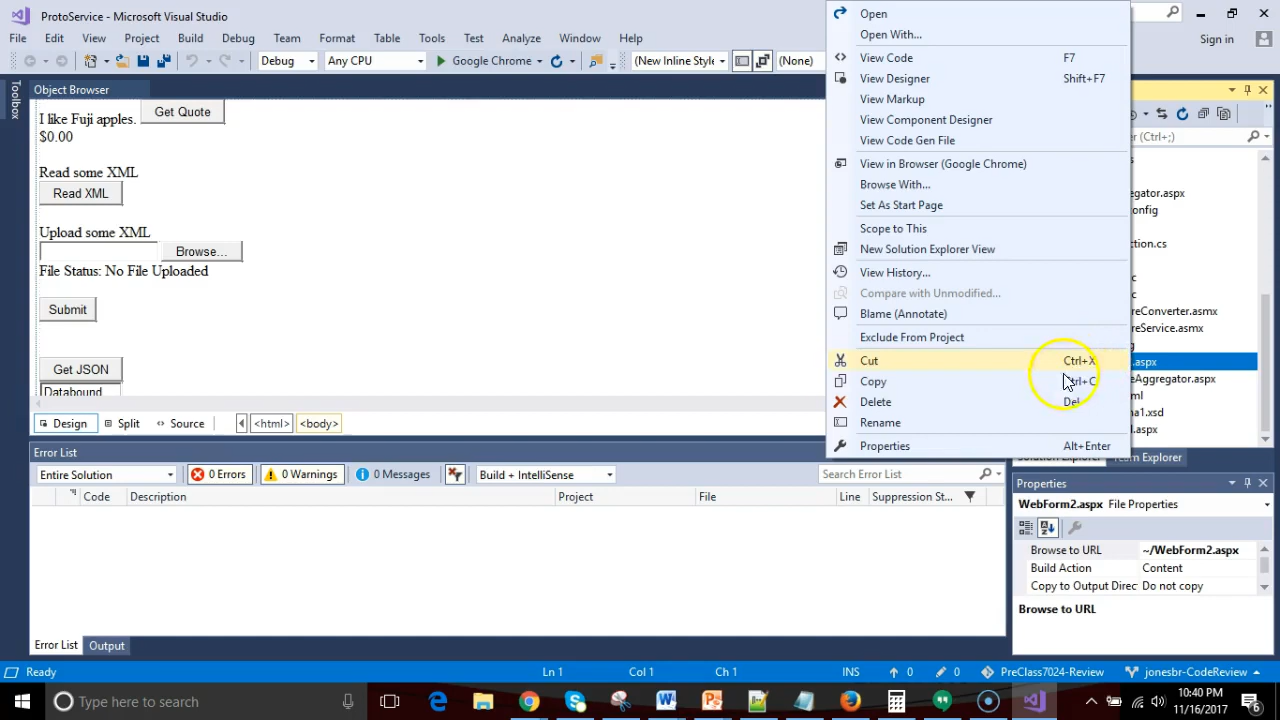 ProtoService - Microsoft Visual Studio
File Edit View Project Build Debug Team Format Table Tools Test Analyze Window Help
Sign in
Debug Any CPU Google Chrome (New Inline Style (None)
Toolbox
Object Browser
I like Fuji apples. Get Quote
$0.00
Read some XML
Read XML
Upload some XML
Browse...
File Status: No File Uploaded
Submit
Get JSON
Databound
Design Split Source <html> <body>
Open
Open With...
View Code F7
View Designer Shift+F7
View Markup
View Component Designer
View Code Gen File
View in Browser (Google Chrome)
Browse With...
Set As Start Page
Scope to This
New Solution Explorer View
View History...
Compare with Unmodified...
Blame (Annotate)
Exclude From Project
Cut Ctrl+X
Copy Ctrl+C
Delete Del
Rename
Properties Alt+Enter
(Ctrl+;)
gregator.aspx
onfig
ction.cs
reConverter.asmx
reService.asmx
.aspx
eAggregator.aspx
ml
na1.xsd
l.aspx
Solution Explorer Team Explorer
Error List
Entire Solution 0 Errors 0 Warnings 0 Messages Build + IntelliSense Search Error List
Code Description Project File Line Suppression St...
Error List Output
Properties
WebForm2.aspx File Properties
Browse to URL ~/WebForm2.aspx
Build Action Content
Copy to Output Direc Do not copy
Browse to URL
Ready Ln 1 Col 1 Ch 1 INS 0 0 PreClass7024-Review jonesbr-CodeReview
Type here to search
10:40 PM
11/16/2017
6